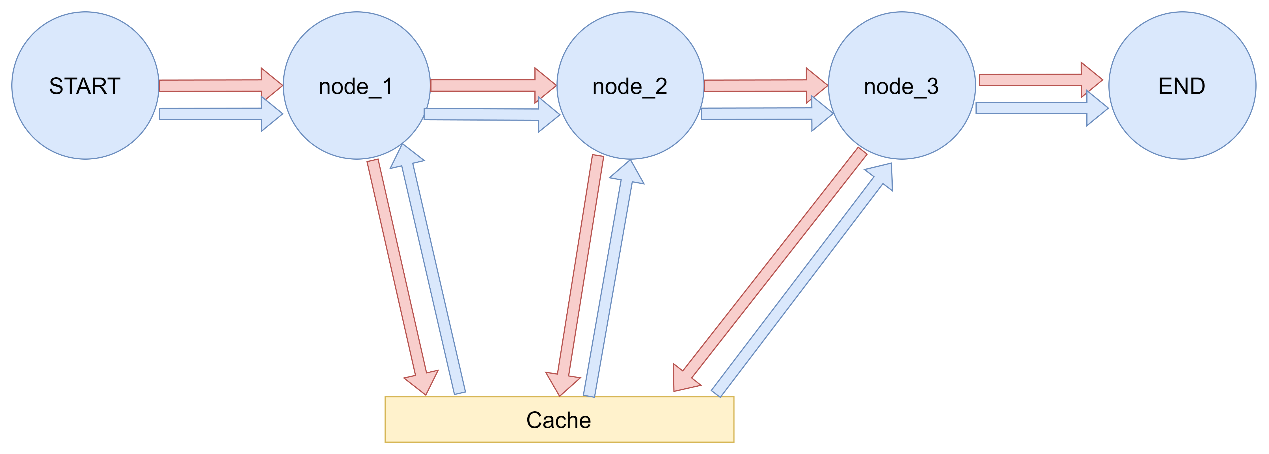 START
node_1
node_2
node_3
END
Cache